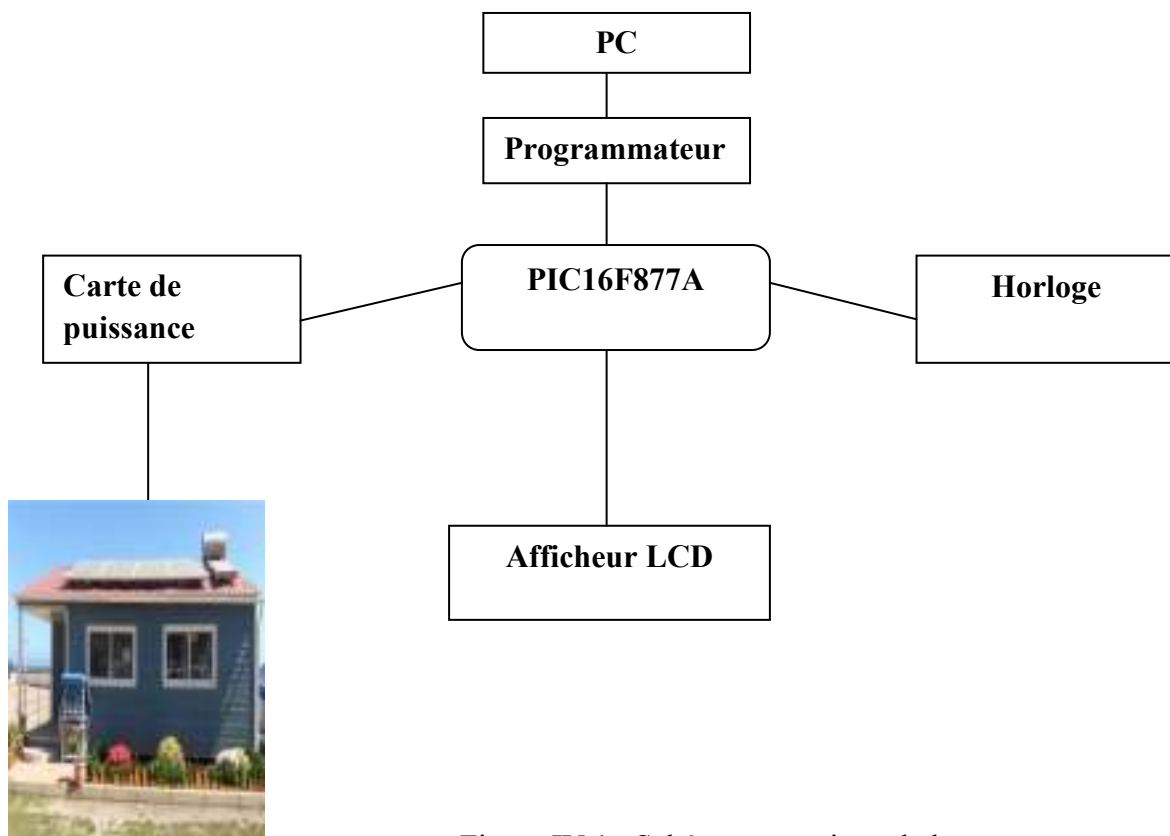 PC
Programmateur
PIC16F877A
Carte de
puissance
Horloge
Afficheur LCD